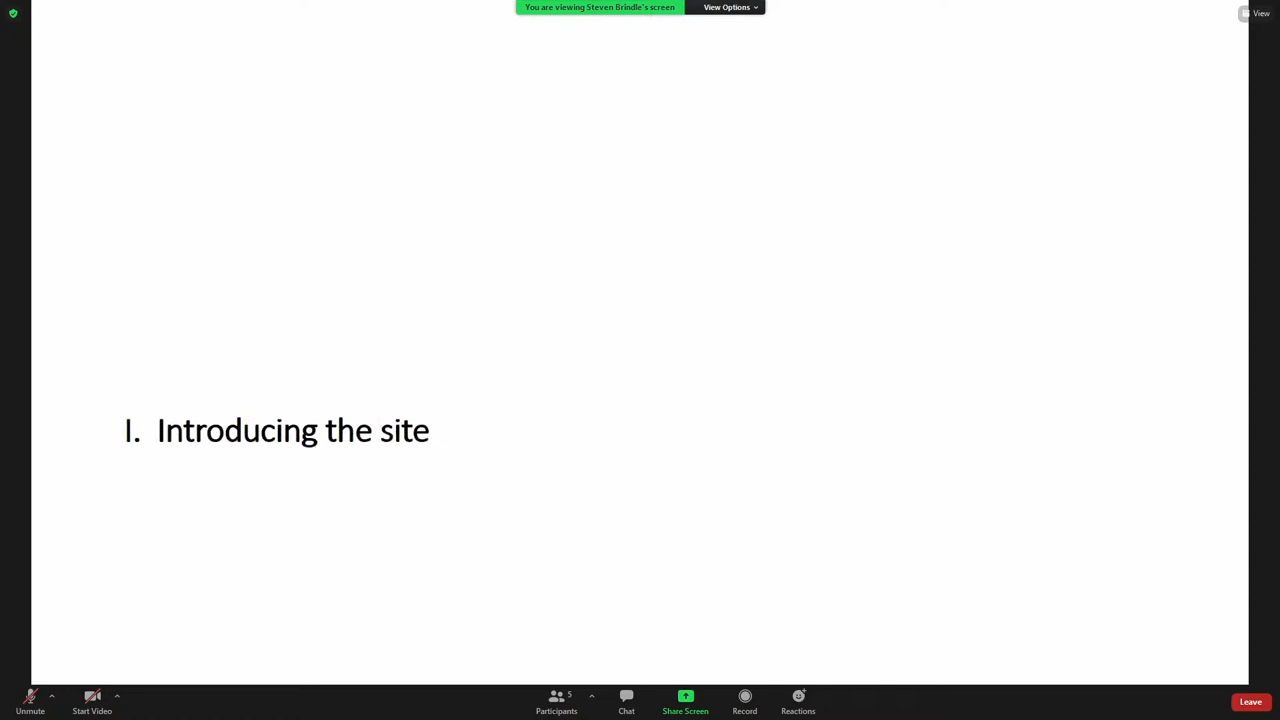 You are viewing Steven Brindle's screen
View Options
View
I. Introducing the site
Unmute
Start Video
5
Participants
Chat
Share Screen
Record
Reactions
Leave